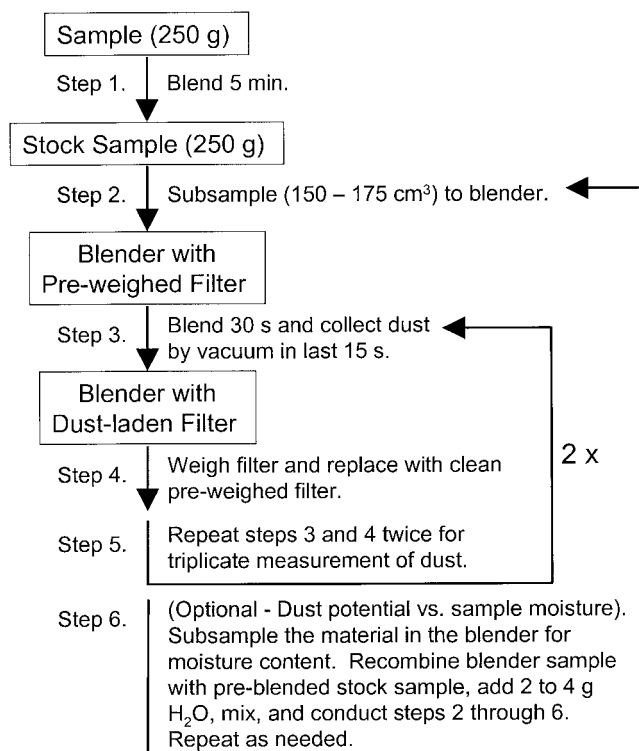 Sample (250 g)
Step 1. Blend 5 min.
Stock Sample (250 g)
Step 2. Subsample (150 – 175 cm³) to blender.
Blender with
Pre-weighed Filter
Step 3. Blend 30 s and collect dust
by vacuum in last 15 s.
Blender with
Dust-laden Filter
Step 4. Weigh filter and replace with clean
pre-weighed filter.
2 x
Step 5. Repeat steps 3 and 4 twice for
triplicate measurement of dust.
Step 6. (Optional - Dust potential vs. sample moisture).
Subsample the material in the blender for
moisture content. Recombine blender sample
with pre-blended stock sample, add 2 to 4 g
H₂O, mix, and conduct steps 2 through 6.
Repeat as needed.